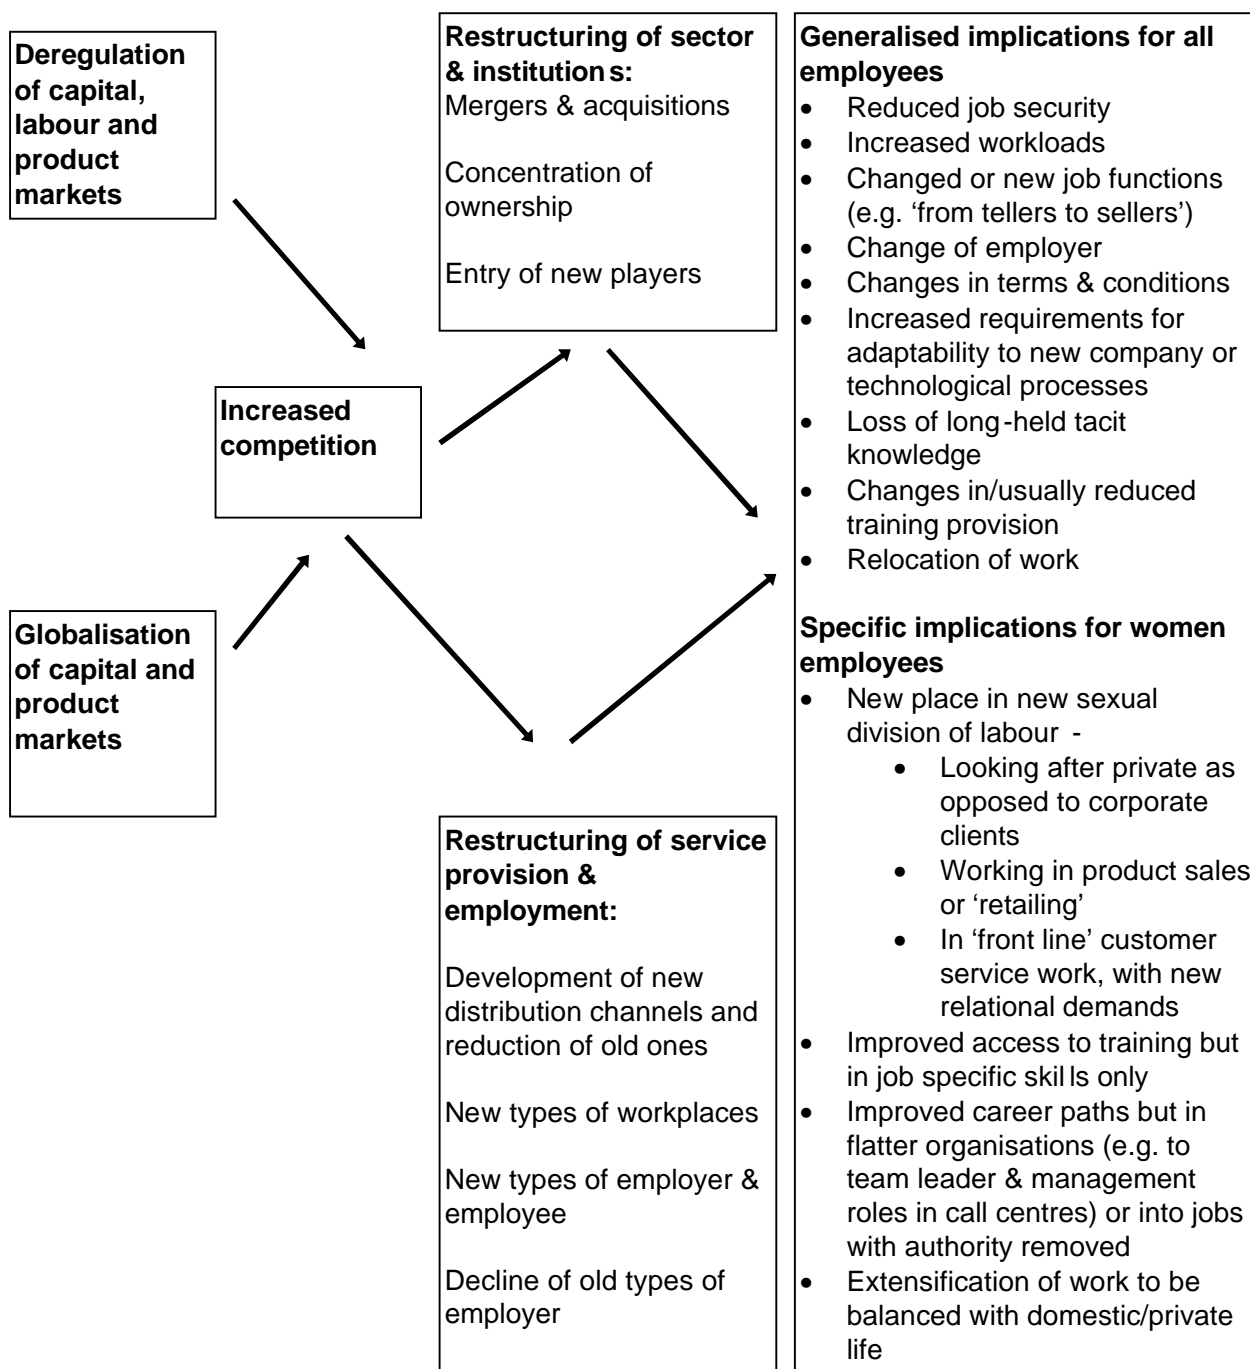 Deregulation
of capital,
labour and
product
markets
Globalisation
of capital and
product
markets
Increased
competition
Restructuring of sector
& institutions:
Mergers & acquisitions
Concentration of
ownership
Entry of new players
Restructuring of service
provision &
employment:
Development of new
distribution channels and
reduction of old ones
New types of workplaces
New types of employer &
employee
Decline of old types of
employer
Generalised implications for all
employees
• Reduced job security
• Increased workloads
• Changed or new job functions
(e.g. ‘from tellers to sellers’)
• Change of employer
• Changes in terms & conditions
• Increased requirements for
adaptability to new company or
technological processes
• Loss of long-held tacit
knowledge
• Changes in/usually reduced
training provision
• Relocation of work
Specific implications for women
employees
• New place in new sexual
division of labour -
• Looking after private as
opposed to corporate
clients
• Working in product sales
or ‘retailing’
• In ‘front line’ customer
service work, with new
relational demands
• Improved access to training but
in job specific skills only
• Improved career paths but in
flatter organisations (e.g. to
team leader & management
roles in call centres) or into jobs
with authority removed
• Extensification of work to be
balanced with domestic/private
life